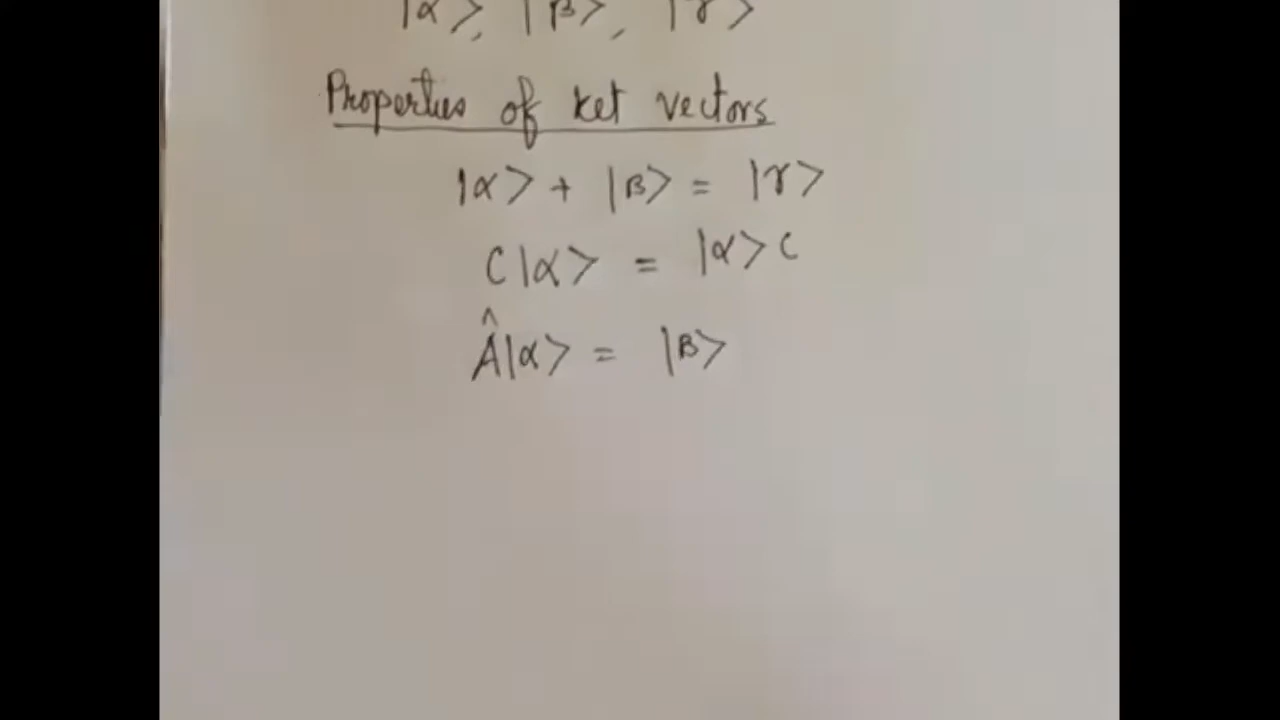 |α>, |β>, |γ>
Properties of ket vectors
|α> + |β> = |γ>
C|α> = |α>C
Â|α> = |β>